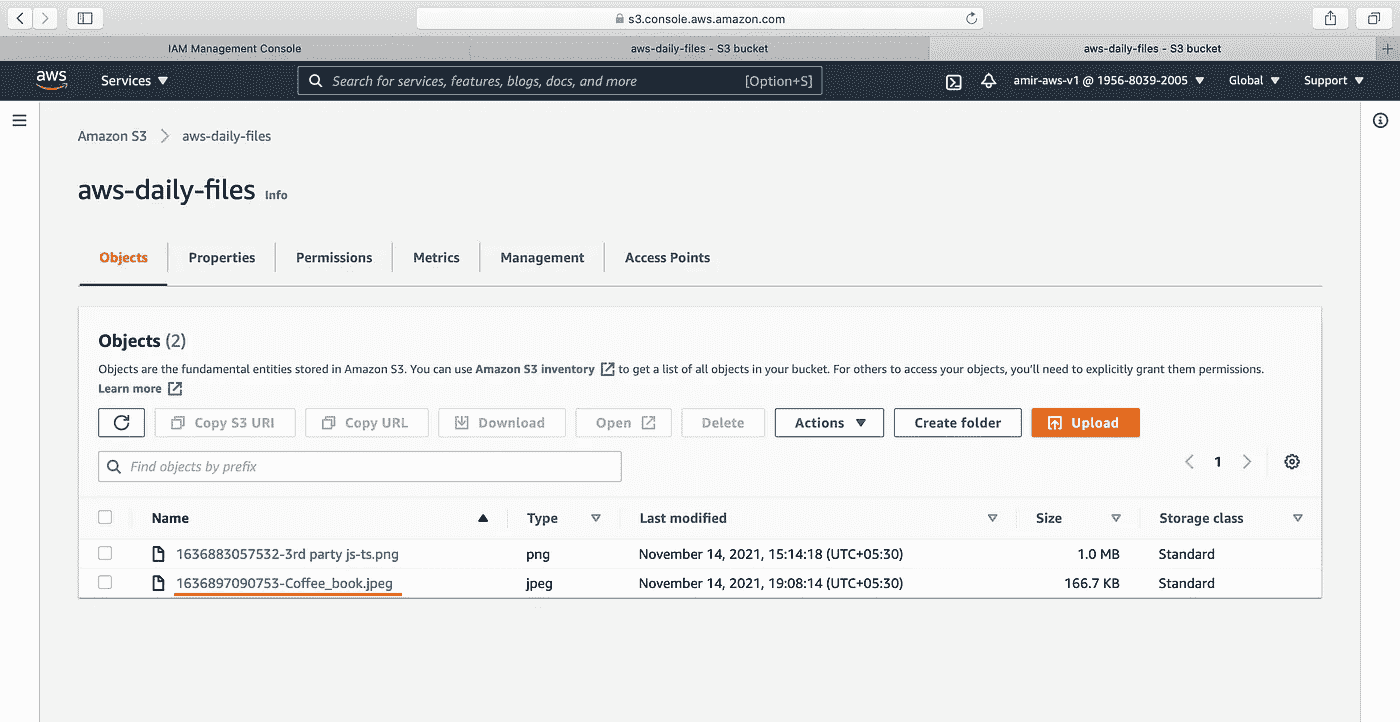 s3.console.aws.amazon.com
IAM Management Console
aws-daily-files - S3 bucket
aws-daily-files - S3 bucket
aws Services Search for services, features, blogs, docs, and more [Option+S] amir-aws-v1 @ 1956-8039-2005 Global Support
Amazon S3 aws-daily-files
aws-daily-files Info
Objects Properties Permissions Metrics Management Access Points
Objects (2)
Objects are the fundamental entities stored in Amazon S3. You can use Amazon S3 inventory to get a list of all objects in your bucket. For others to access your objects, you'll need to explicitly grant them permissions.
Learn more
Copy S3 URI Copy URL Download Open Delete Actions Create folder Upload
Find objects by prefix 1
Name Type Last modified Size Storage class
1636883057532-3rd party js-ts.png png November 14, 2021, 15:14:18 (UTC+05:30) 1.0 MB Standard
1636897090753-Coffee_book.jpeg jpeg November 14, 2021, 19:08:14 (UTC+05:30) 166.7 KB Standard